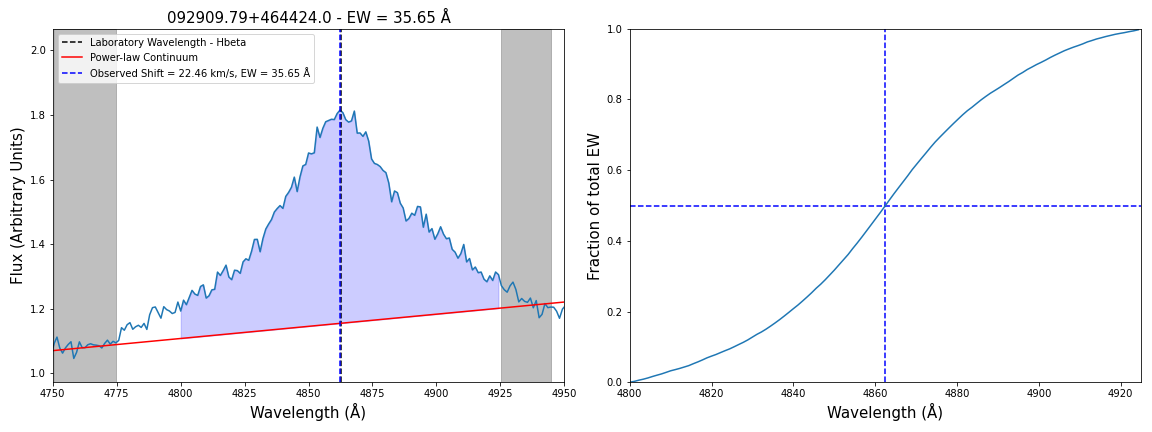 092909.79+464424.0 - EW = 35.65 Å
Laboratory Wavelength - Hbeta
Power-law Continuum
Observed Shift = 22.46 km/s, EW = 35.65 Å
Flux (Arbitrary Units)
2.0
1.8
1.6
1.4
1.2
1.0
4750 4775 4800 4825 4850 4875 4900 4925 4950
Wavelength (Å)
Fraction of total EW
1.0
0.8
0.6
0.4
0.2
0.0
4800 4820 4840 4860 4880 4900 4920
Wavelength (Å)